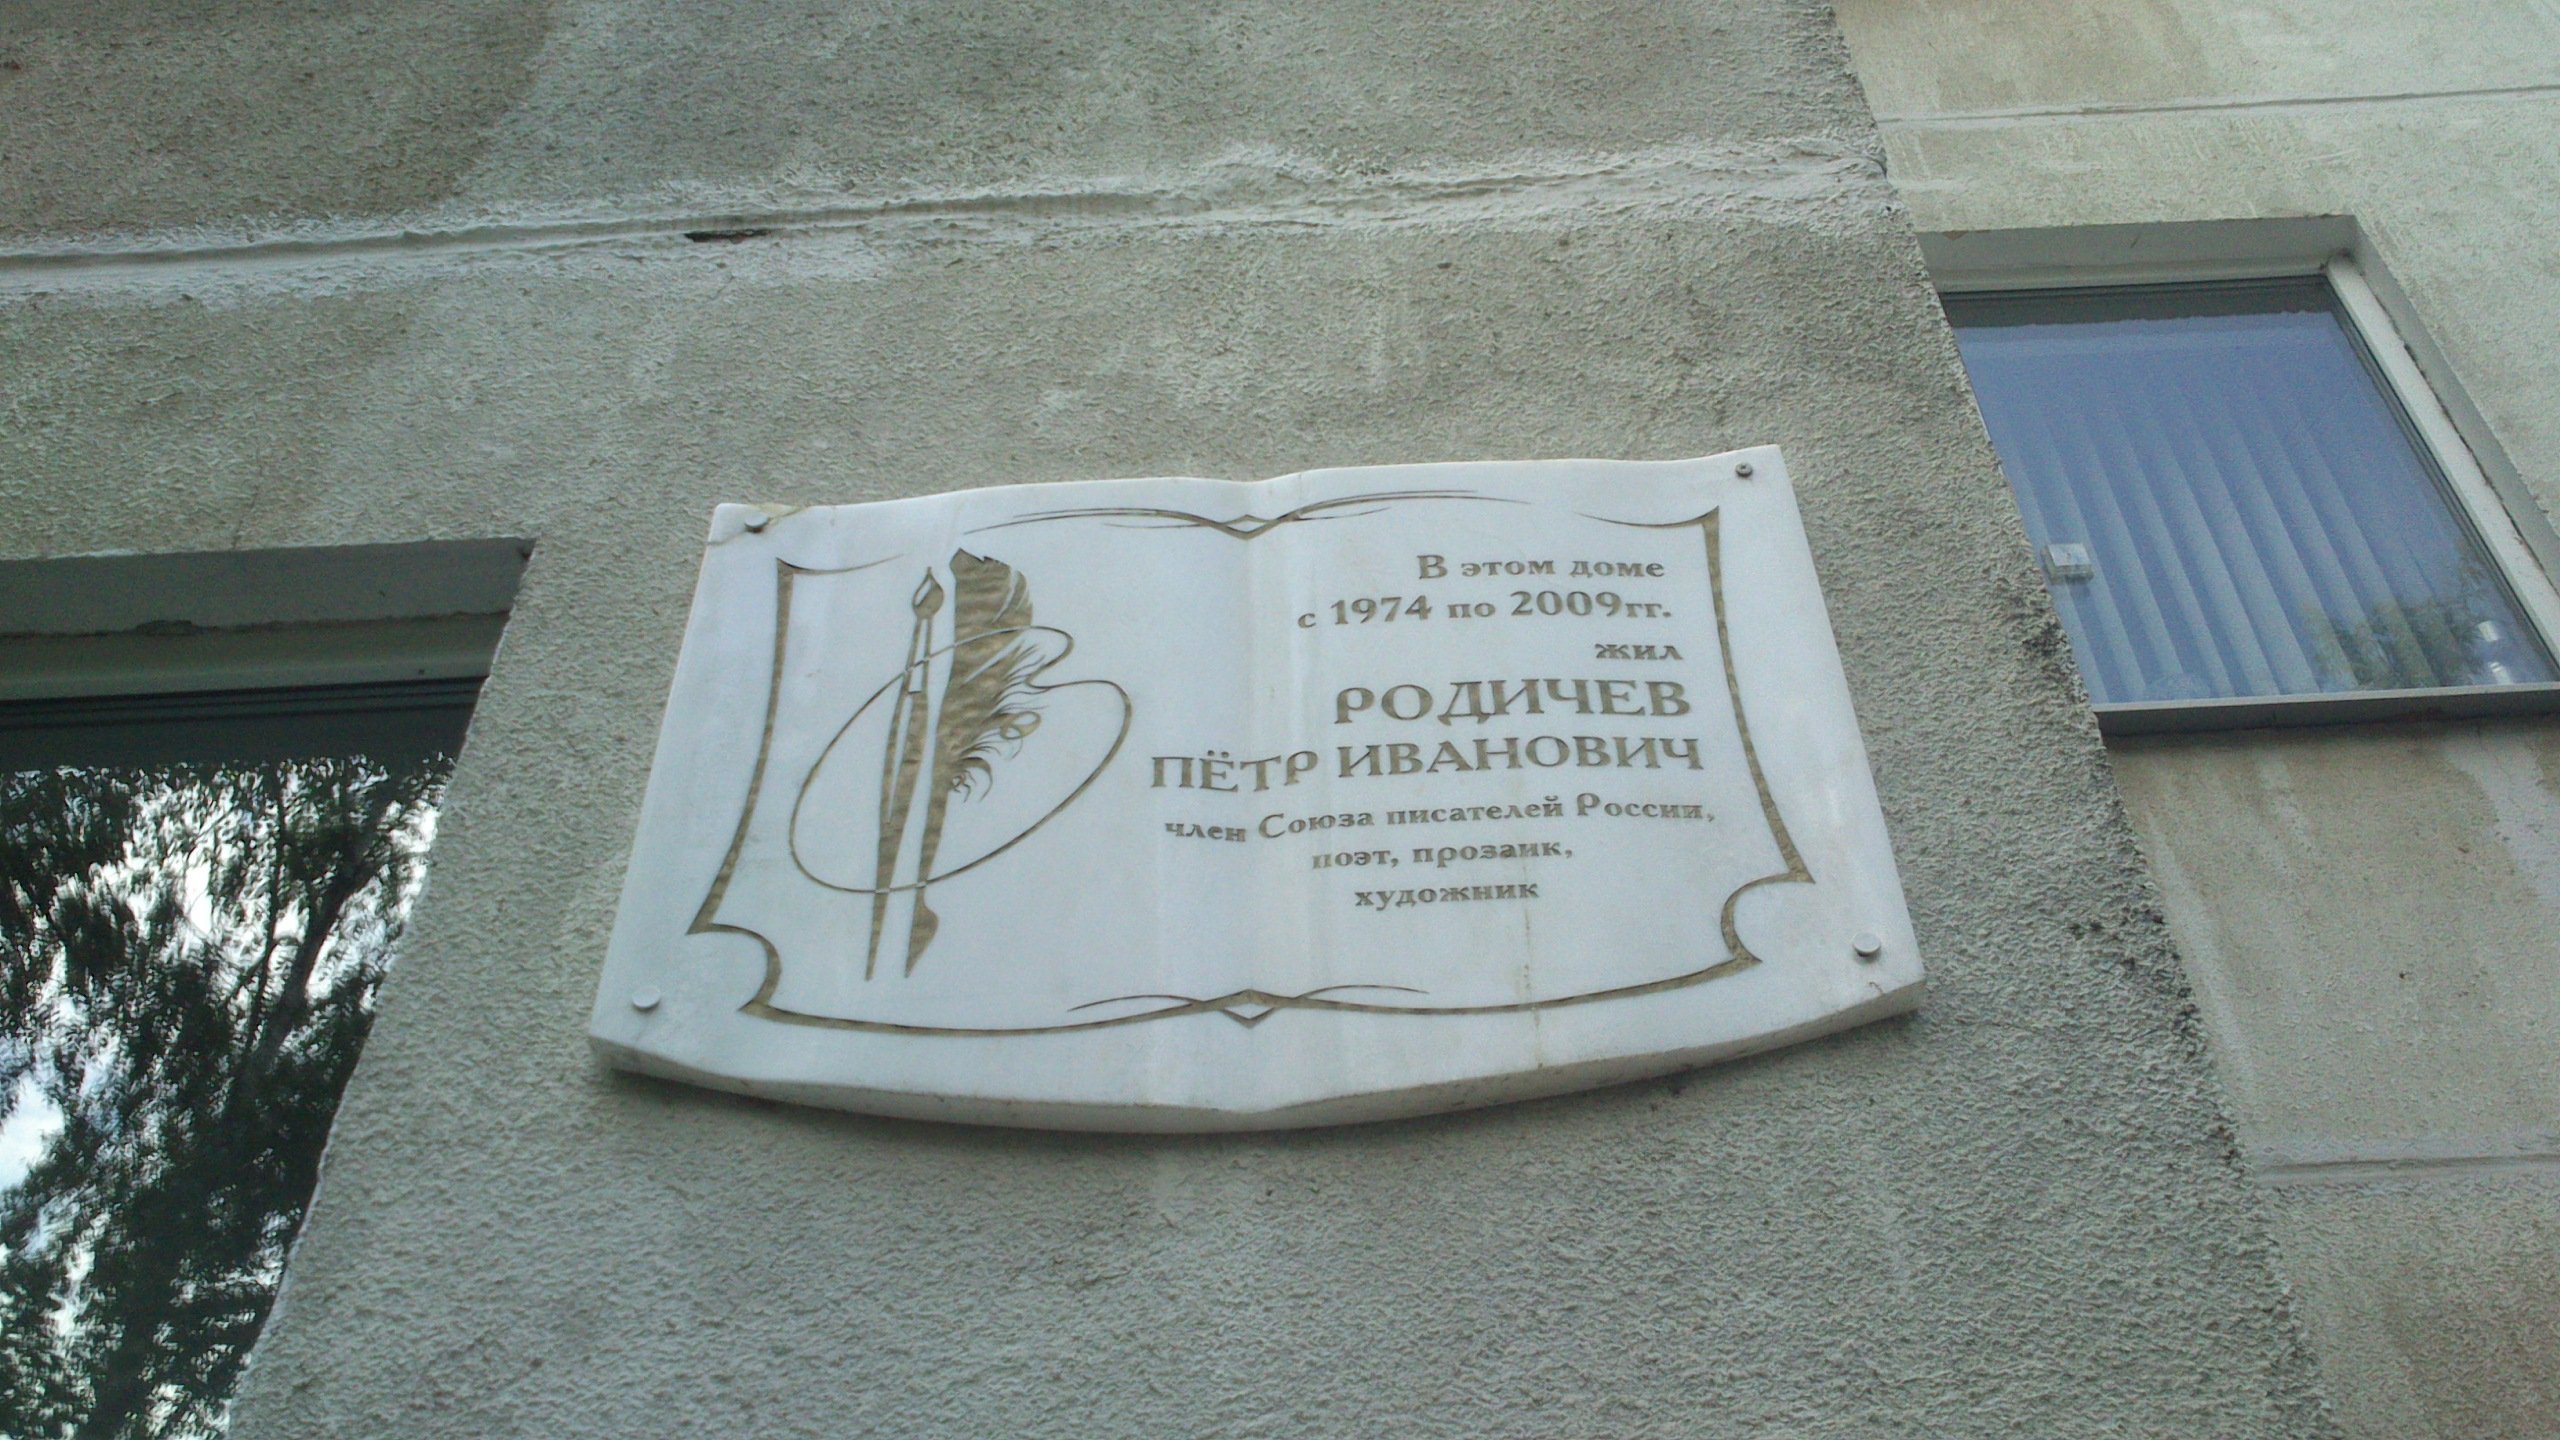 В этом доме
с 1974 по 2009гг.
жил
РОДИЧЕВ
ПЁТР ИВАНОВИЧ
член Союза писателей России,
поэт, прозаик,
художник